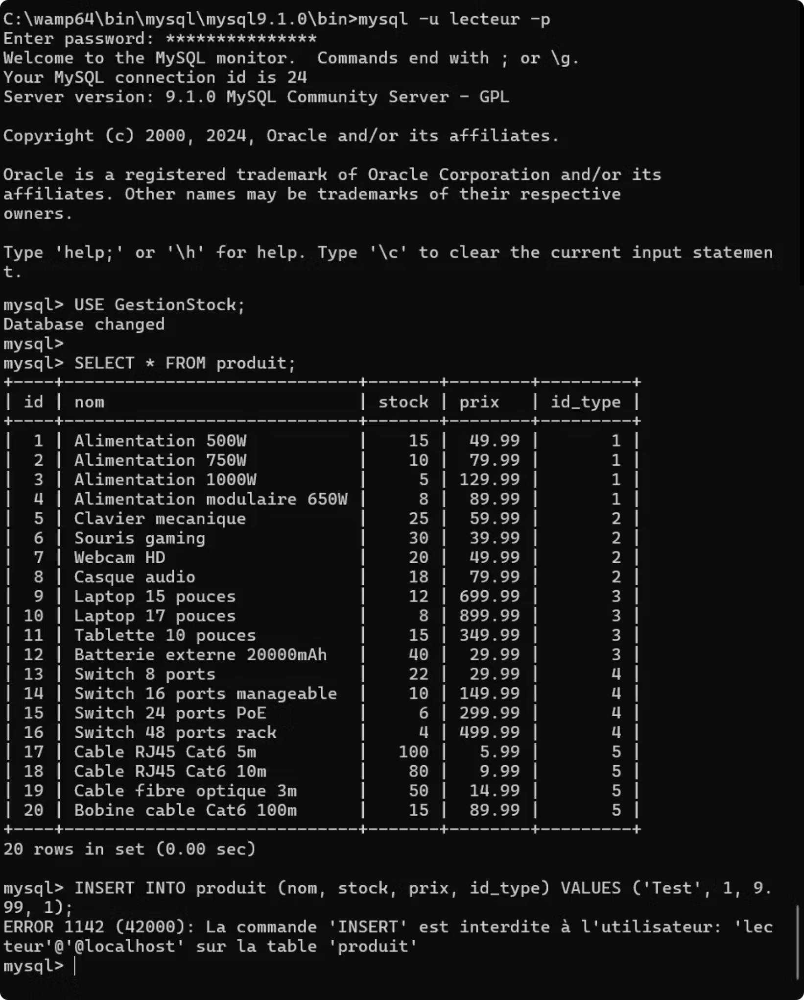 C:\wamp64\bin\mysql\mysql9.1.0\bin>mysql -u lecteur -p
Enter password: ***************
Welcome to the MySQL monitor.  Commands end with ; or \g.
Your MySQL connection id is 24
Server version: 9.1.0 MySQL Community Server - GPL

Copyright (c) 2000, 2024, Oracle and/or its affiliates.

Oracle is a registered trademark of Oracle Corporation and/or its
affiliates. Other names may be trademarks of their respective
owners.

Type 'help;' or '\h' for help. Type '\c' to clear the current input statemen
t.

mysql> USE GestionStock;
Database changed
mysql>
mysql> SELECT * FROM produit;
+----+-----------------------------+-------+--------+---------+
| id | nom                         | stock | prix   | id_type |
+----+-----------------------------+-------+--------+---------+
|  1 | Alimentation 500W           |    15 |  49.99 |       1 |
|  2 | Alimentation 750W           |    10 |  79.99 |       1 |
|  3 | Alimentation 1000W          |     5 | 129.99 |       1 |
|  4 | Alimentation modulaire 650W |     8 |  89.99 |       1 |
|  5 | Clavier mecanique           |    25 |  59.99 |       2 |
|  6 | Souris gaming               |    30 |  39.99 |       2 |
|  7 | Webcam HD                   |    20 |  49.99 |       2 |
|  8 | Casque audio                |    18 |  79.99 |       2 |
|  9 | Laptop 15 pouces            |    12 | 699.99 |       3 |
| 10 | Laptop 17 pouces            |     8 | 899.99 |       3 |
| 11 | Tablette 10 pouces          |    15 | 349.99 |       3 |
| 12 | Batterie externe 20000mAh   |    40 |  29.99 |       3 |
| 13 | Switch 8 ports              |    22 |  29.99 |       4 |
| 14 | Switch 16 ports manageable  |    10 | 149.99 |       4 |
| 15 | Switch 24 ports PoE         |     6 | 299.99 |       4 |
| 16 | Switch 48 ports rack        |     4 | 499.99 |       4 |
| 17 | Cable RJ45 Cat6 5m          |   100 |   5.99 |       5 |
| 18 | Cable RJ45 Cat6 10m         |    80 |   9.99 |       5 |
| 19 | Cable fibre optique 3m      |    50 |  14.99 |       5 |
| 20 | Bobine cable Cat6 100m      |    15 |  89.99 |       5 |
+----+-----------------------------+-------+--------+---------+
20 rows in set (0.00 sec)

mysql> INSERT INTO produit (nom, stock, prix, id_type) VALUES ('Test', 1, 9.
99, 1);
ERROR 1142 (42000): La commande 'INSERT' est interdite à l'utilisateur: 'lec
teur'@'@localhost' sur la table 'produit'
mysql>